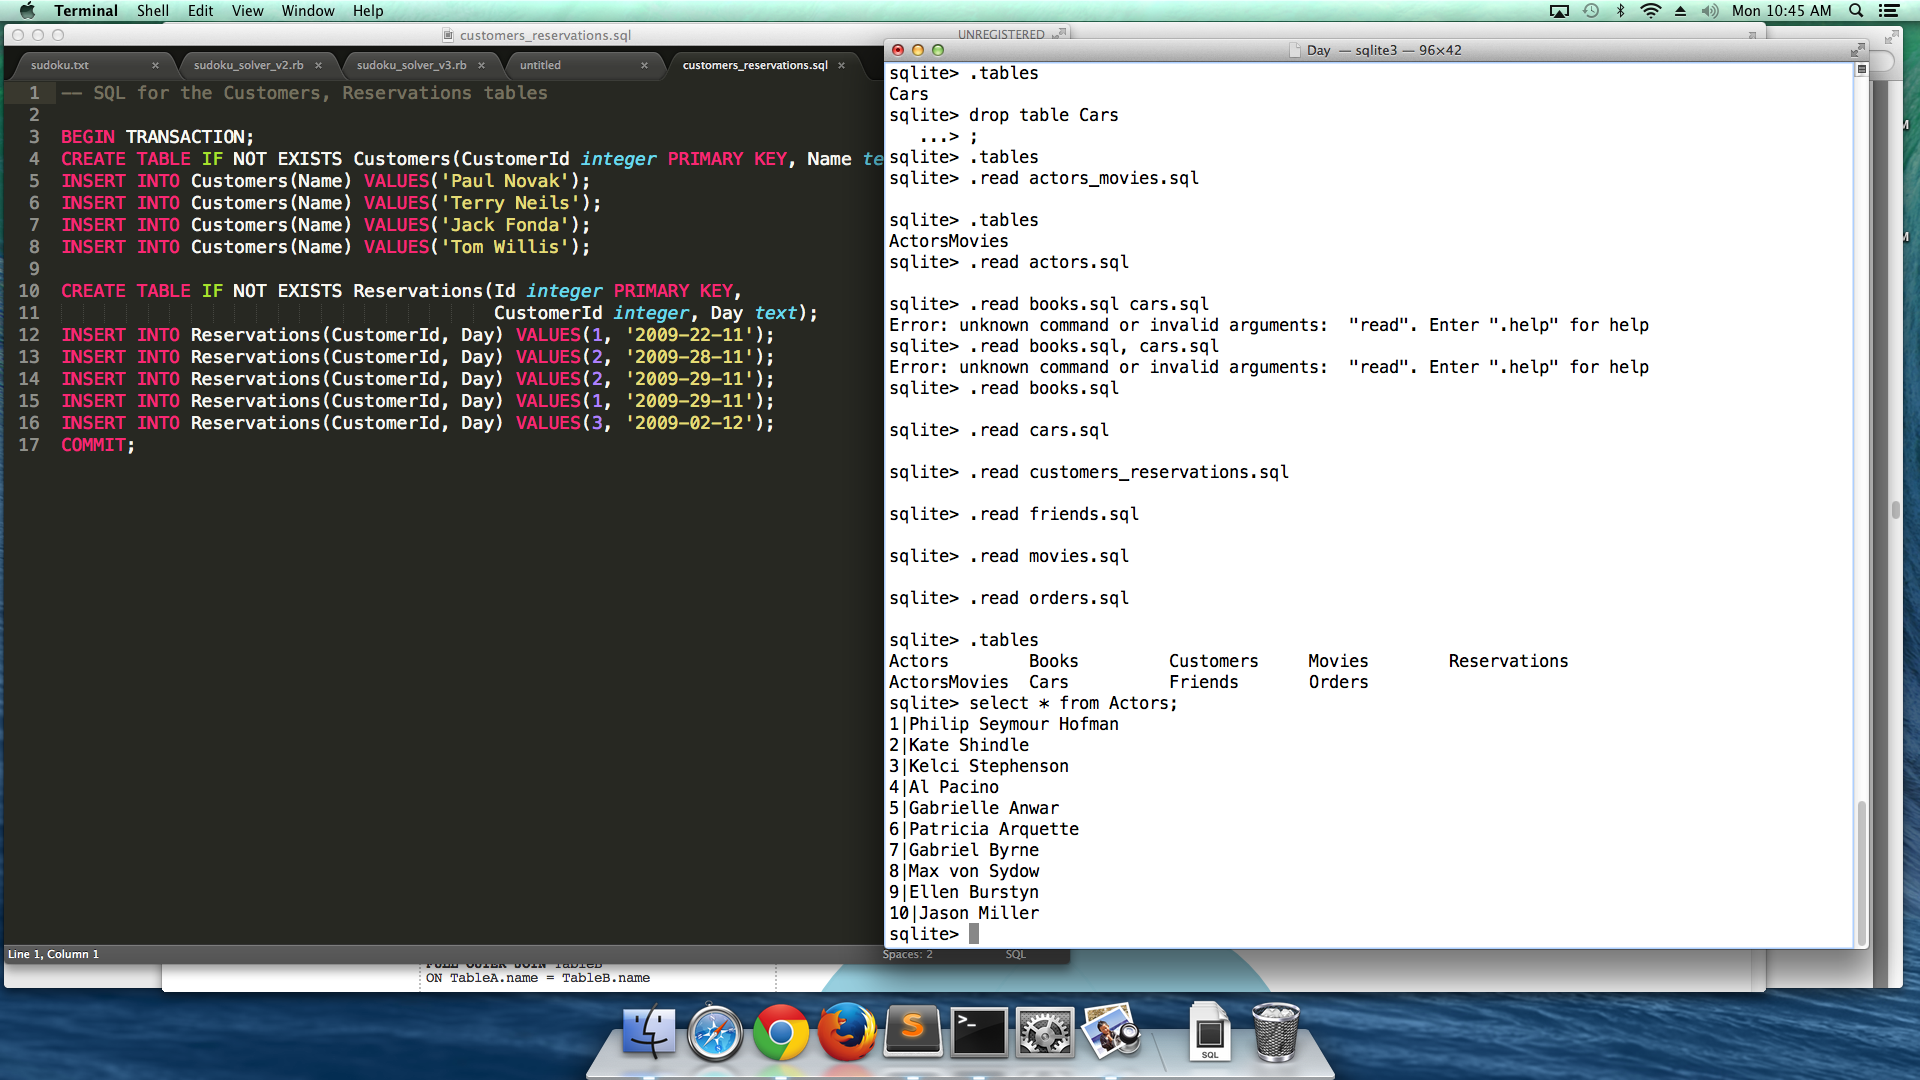 Terminal Shell Edit View Window Help
Mon 10:45 AM
customers_reservations.sql
UNREGISTERED
sudoku.txt
sudoku_solver_v2.rb
sudoku_solver_v3.rb
untitled
customers_reservations.sql
1 -- SQL for the Customers, Reservations tables
2
3 BEGIN TRANSACTION;
4 CREATE TABLE IF NOT EXISTS Customers(CustomerId integer PRIMARY KEY, Name te
5 INSERT INTO Customers(Name) VALUES('Paul Novak');
6 INSERT INTO Customers(Name) VALUES('Terry Neils');
7 INSERT INTO Customers(Name) VALUES('Jack Fonda');
8 INSERT INTO Customers(Name) VALUES('Tom Willis');
9
10 CREATE TABLE IF NOT EXISTS Reservations(Id integer PRIMARY KEY,
11 CustomerId integer, Day text);
12 INSERT INTO Reservations(CustomerId, Day) VALUES(1, '2009-22-11');
13 INSERT INTO Reservations(CustomerId, Day) VALUES(2, '2009-28-11');
14 INSERT INTO Reservations(CustomerId, Day) VALUES(2, '2009-29-11');
15 INSERT INTO Reservations(CustomerId, Day) VALUES(1, '2009-29-11');
16 INSERT INTO Reservations(CustomerId, Day) VALUES(3, '2009-02-12');
17 COMMIT;
Line 1, Column 1
Spaces: 2
SQL
FULL OUTER JOIN TableB
ON TableA.name = TableB.name
Day — sqlite3 — 96×42
sqlite> .tables
Cars
sqlite> drop table Cars
...> ;
sqlite> .tables
sqlite> .read actors_movies.sql
sqlite> .tables
ActorsMovies
sqlite> .read actors.sql
sqlite> .read books.sql cars.sql
Error: unknown command or invalid arguments: "read". Enter ".help" for help
sqlite> .read books.sql, cars.sql
Error: unknown command or invalid arguments: "read". Enter ".help" for help
sqlite> .read books.sql
sqlite> .read cars.sql
sqlite> .read customers_reservations.sql
sqlite> .read friends.sql
sqlite> .read movies.sql
sqlite> .read orders.sql
sqlite> .tables
Actors Books Customers Movies Reservations
ActorsMovies Cars Friends Orders
sqlite> select * from Actors;
1|Philip Seymour Hofman
2|Kate Shindle
3|Kelci Stephenson
4|Al Pacino
5|Gabrielle Anwar
6|Patricia Arquette
7|Gabriel Byrne
8|Max von Sydow
9|Ellen Burstyn
10|Jason Miller
sqlite>
SQL